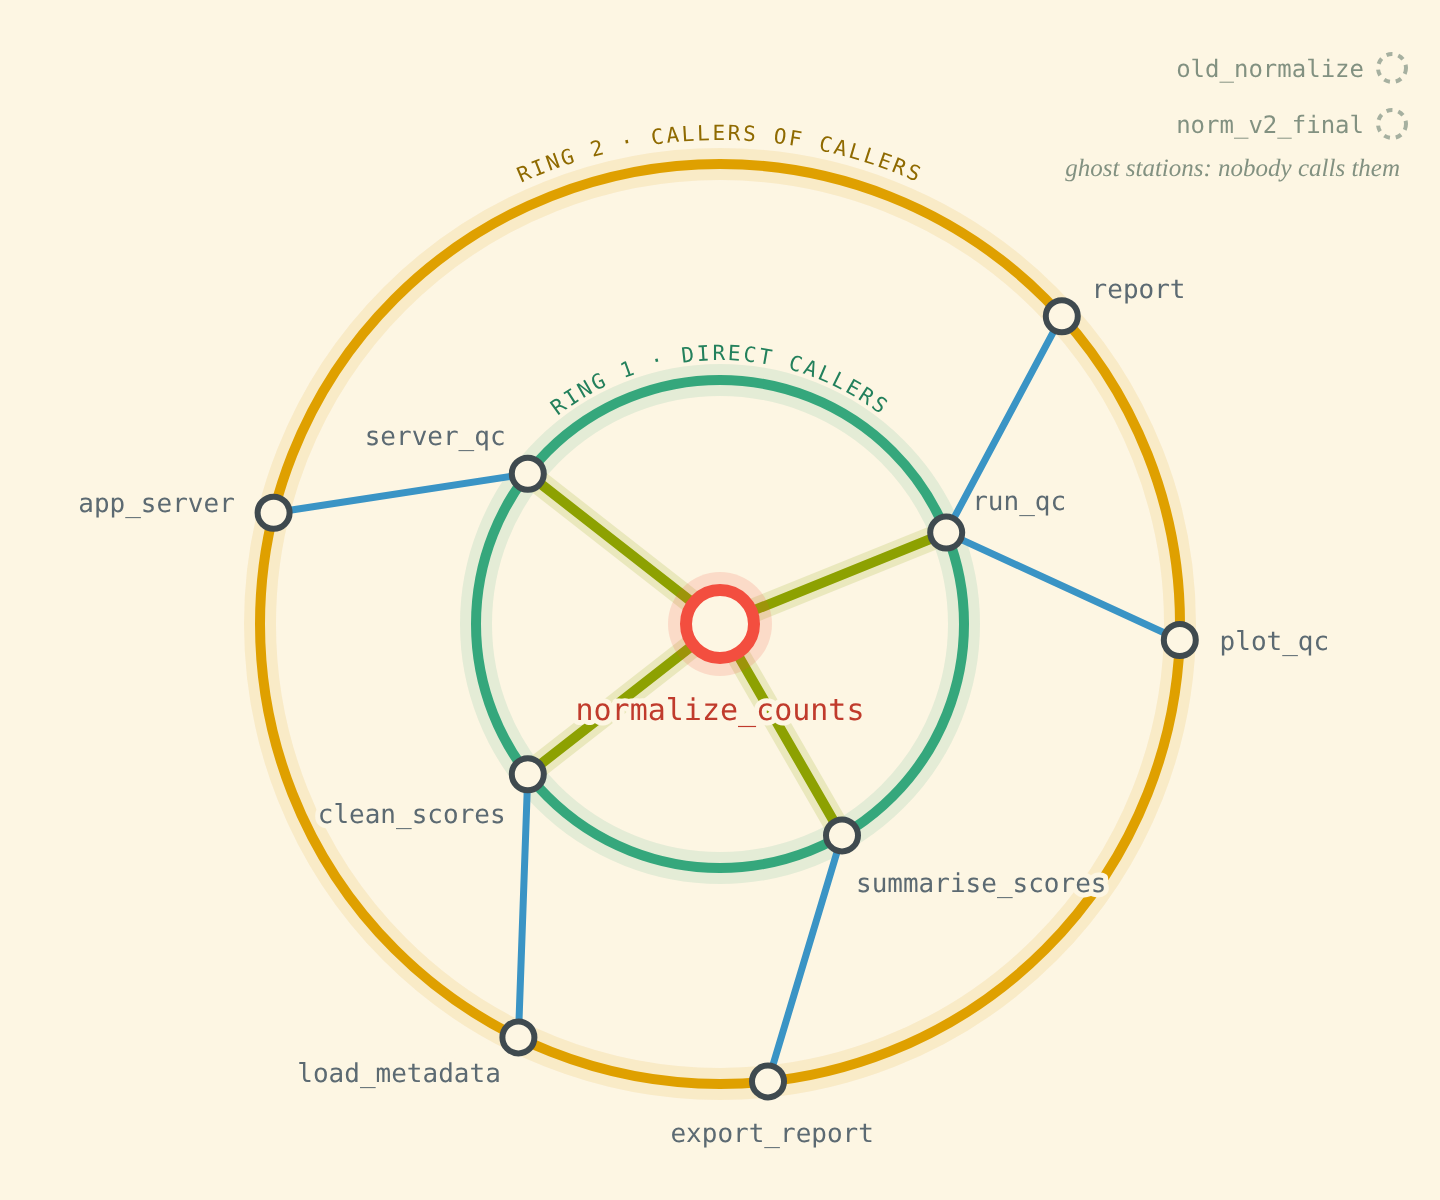 old_normalize
norm_v2_final
ghost stations: nobody calls them
RING 2 · CALLERS OF CALLERS
report
RING 1 · DIRECT CALLERS
server_qc
app_server
run_qc
plot_qc
normalize_counts
clean_scores
summarise_scores
load_metadata
export_report